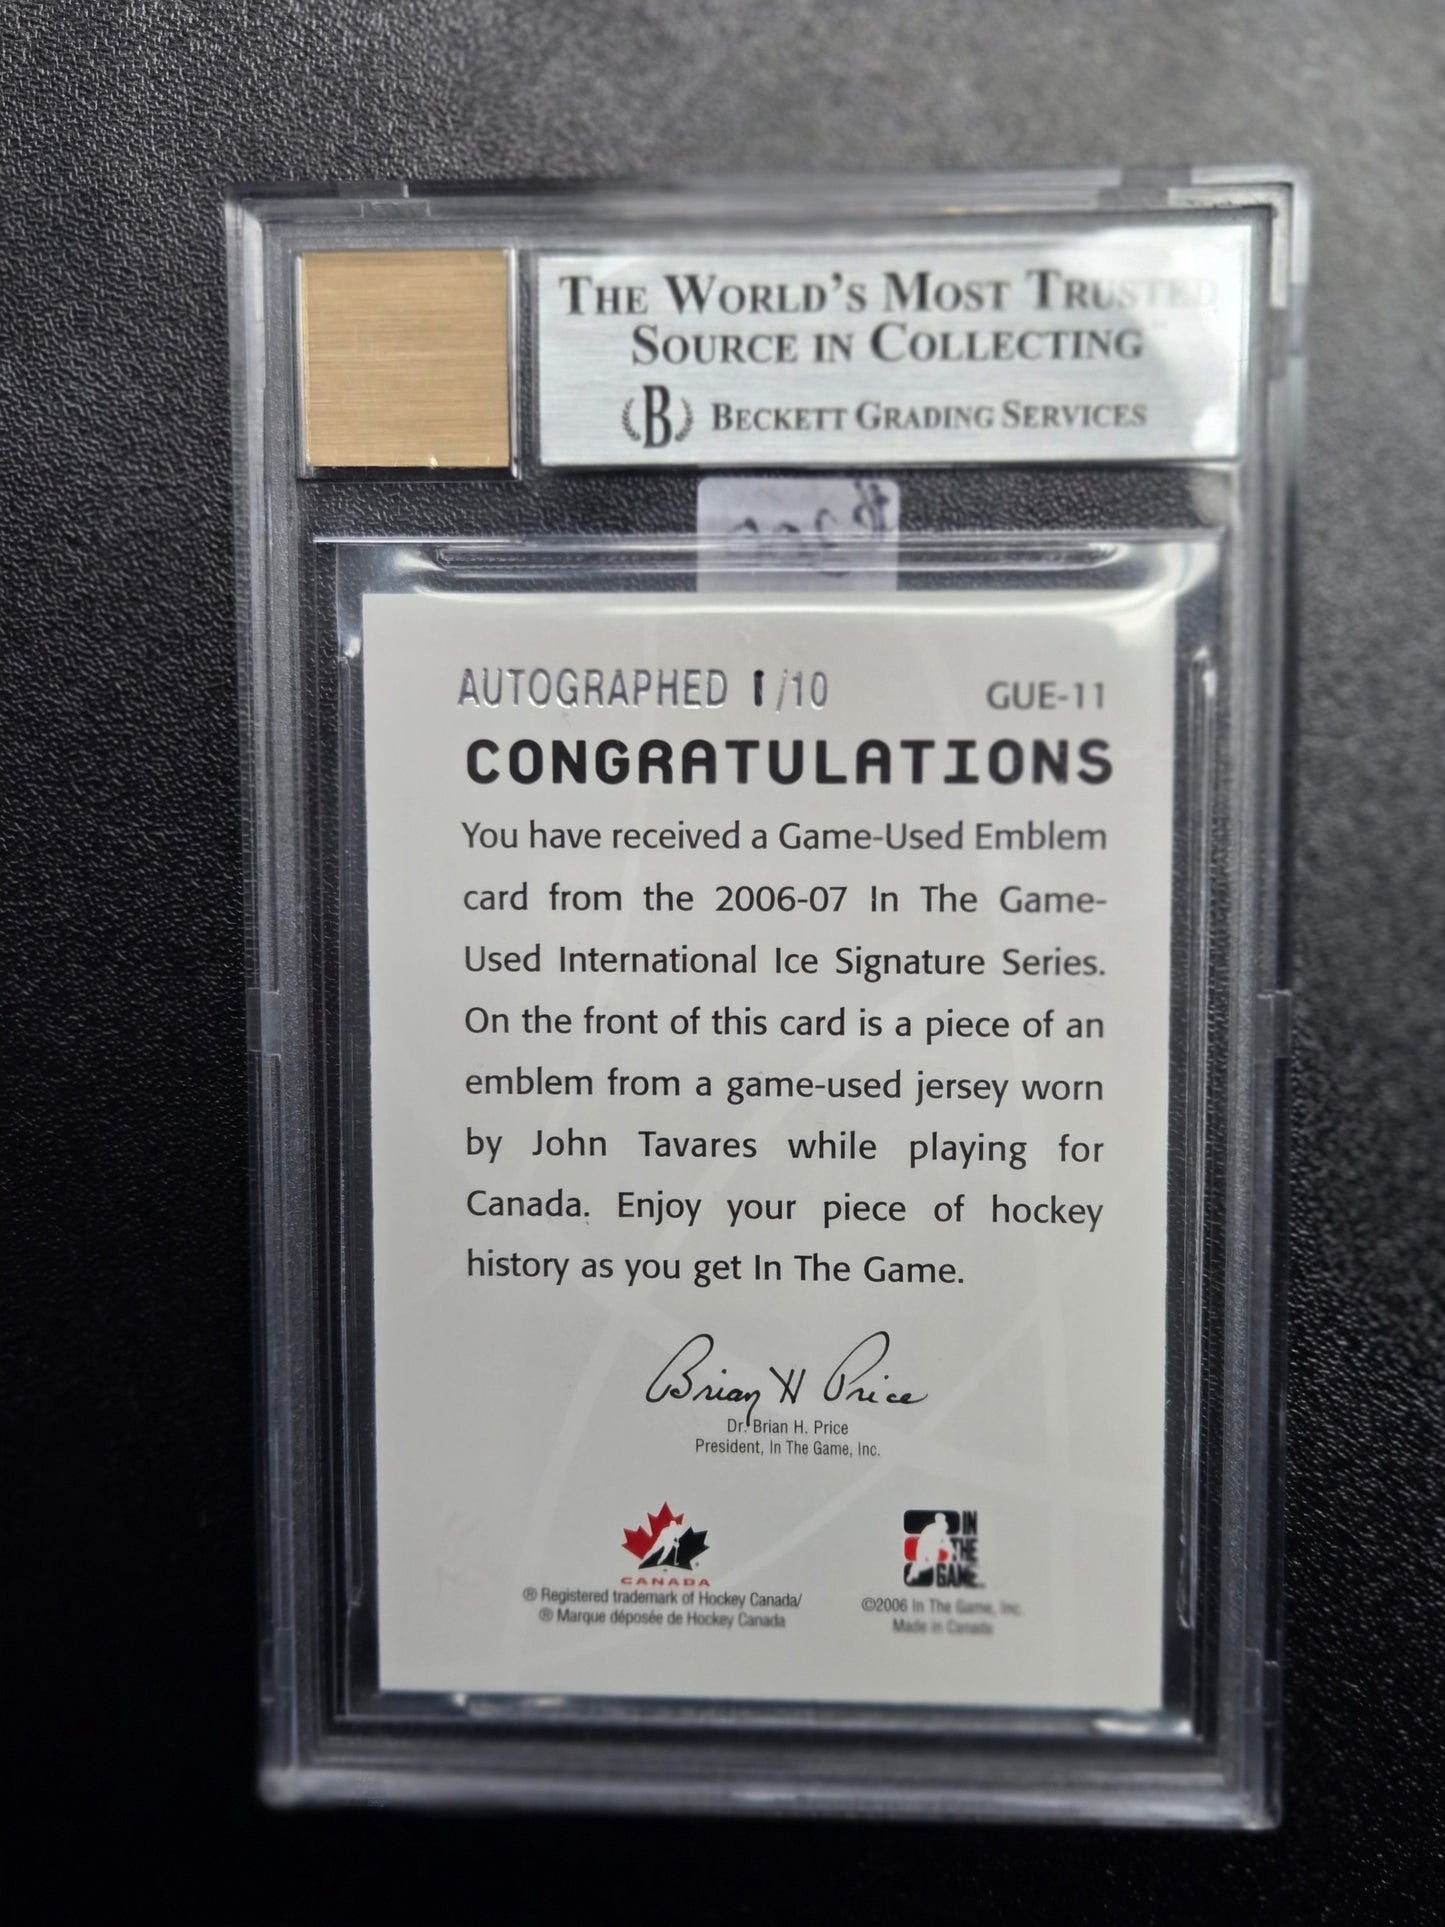 THE WORLD'S MOST TRUSTED
SOURCE IN COLLECTING™
B BECKETT GRADING SERVICES
AUTOGRAPHED 1/10 GUE-11
CONGRATULATIONS
You have received a Game-Used Emblem
card from the 2006-07 In The Game-
Used International Ice Signature Series.
On the front of this card is a piece of an
emblem from a game-used jersey worn
by John Tavares while playing for
Canada. Enjoy your piece of hockey
history as you get In The Game.
Brian H Price
Dr. Brian H. Price
President, In The Game, Inc.
CANADA
® Registered trademark of Hockey Canada/
® Marque déposée de Hockey Canada
IN
THE
GAME
©2006 In The Game, Inc.
Made in Canada